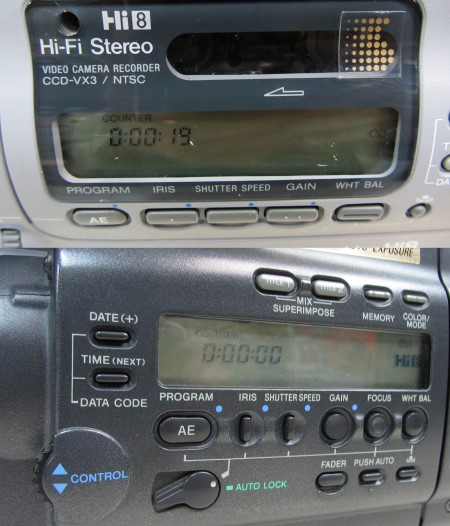 Hi8
Hi-Fi Stereo
VIDEO CAMERA RECORDER
CCD-VX3 / NTSC
COUNTER
0:00:19
PROGRAM IRIS SHUTTER SPEED GAIN WHT BAL
AE
EXPOSURE
MIX
SUPERIMPOSE
MEMORY
COLOR/
MODE
DATE (+)
TIME (NEXT)
DATA CODE
COUNTER
0:00:00
Hi8
PROGRAM IRIS SHUTTER SPEED GAIN FOCUS WHT BAL
AE
CONTROL
AUTO LOCK
FADER PUSH AUTO